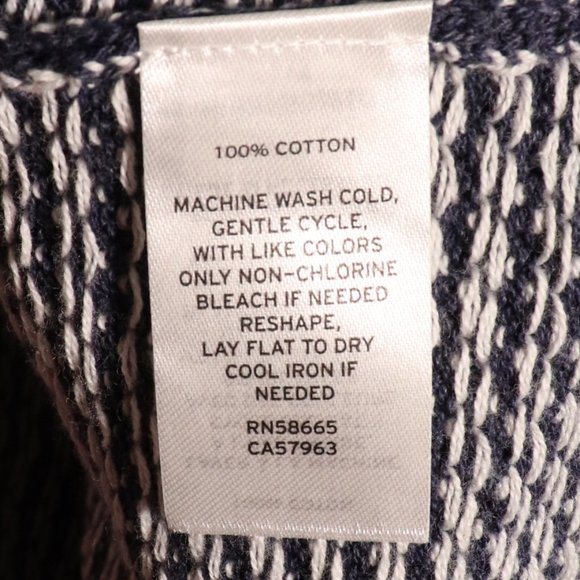 100% COTTON
MACHINE WASH COLD,
GENTLE CYCLE,
WITH LIKE COLORS
ONLY NON-CHLORINE
BLEACH IF NEEDED
RESHAPE,
LAY FLAT TO DRY
COOL IRON IF
NEEDED
RN58665
CA57963